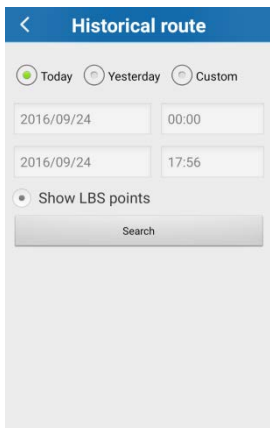 Historical route
Today Yesterday Custom
2016/09/24 00:00
2016/09/24 17:56
Show LBS points
Search